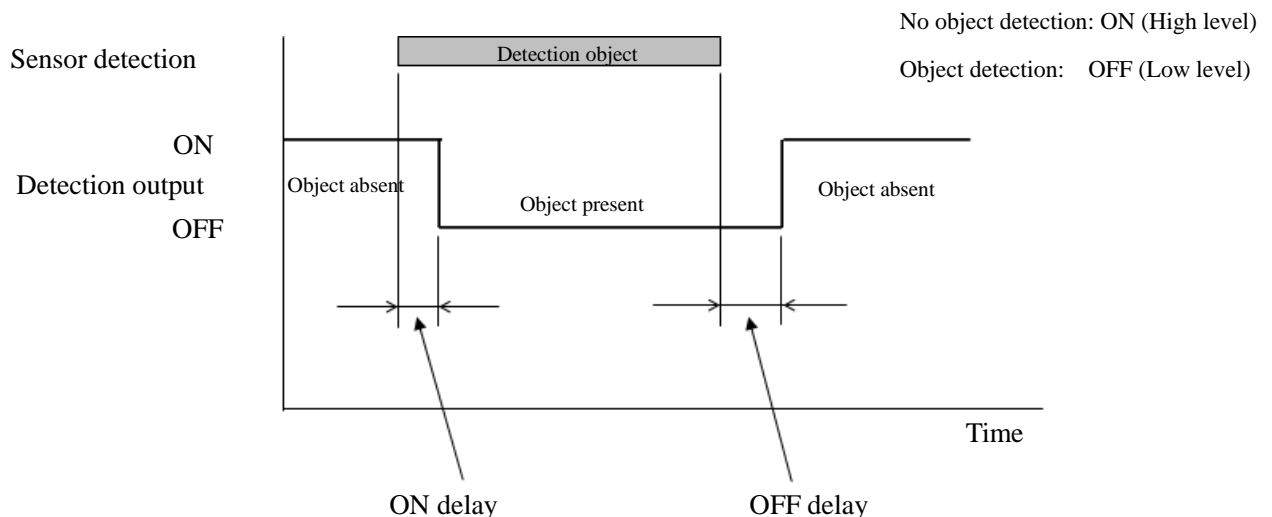 No object detection: ON (High level)
Sensor detection
Detection object
Object detection: OFF (Low level)
ON
Detection output
Object absent
Object present
Object absent
OFF
Time
ON delay
OFF delay